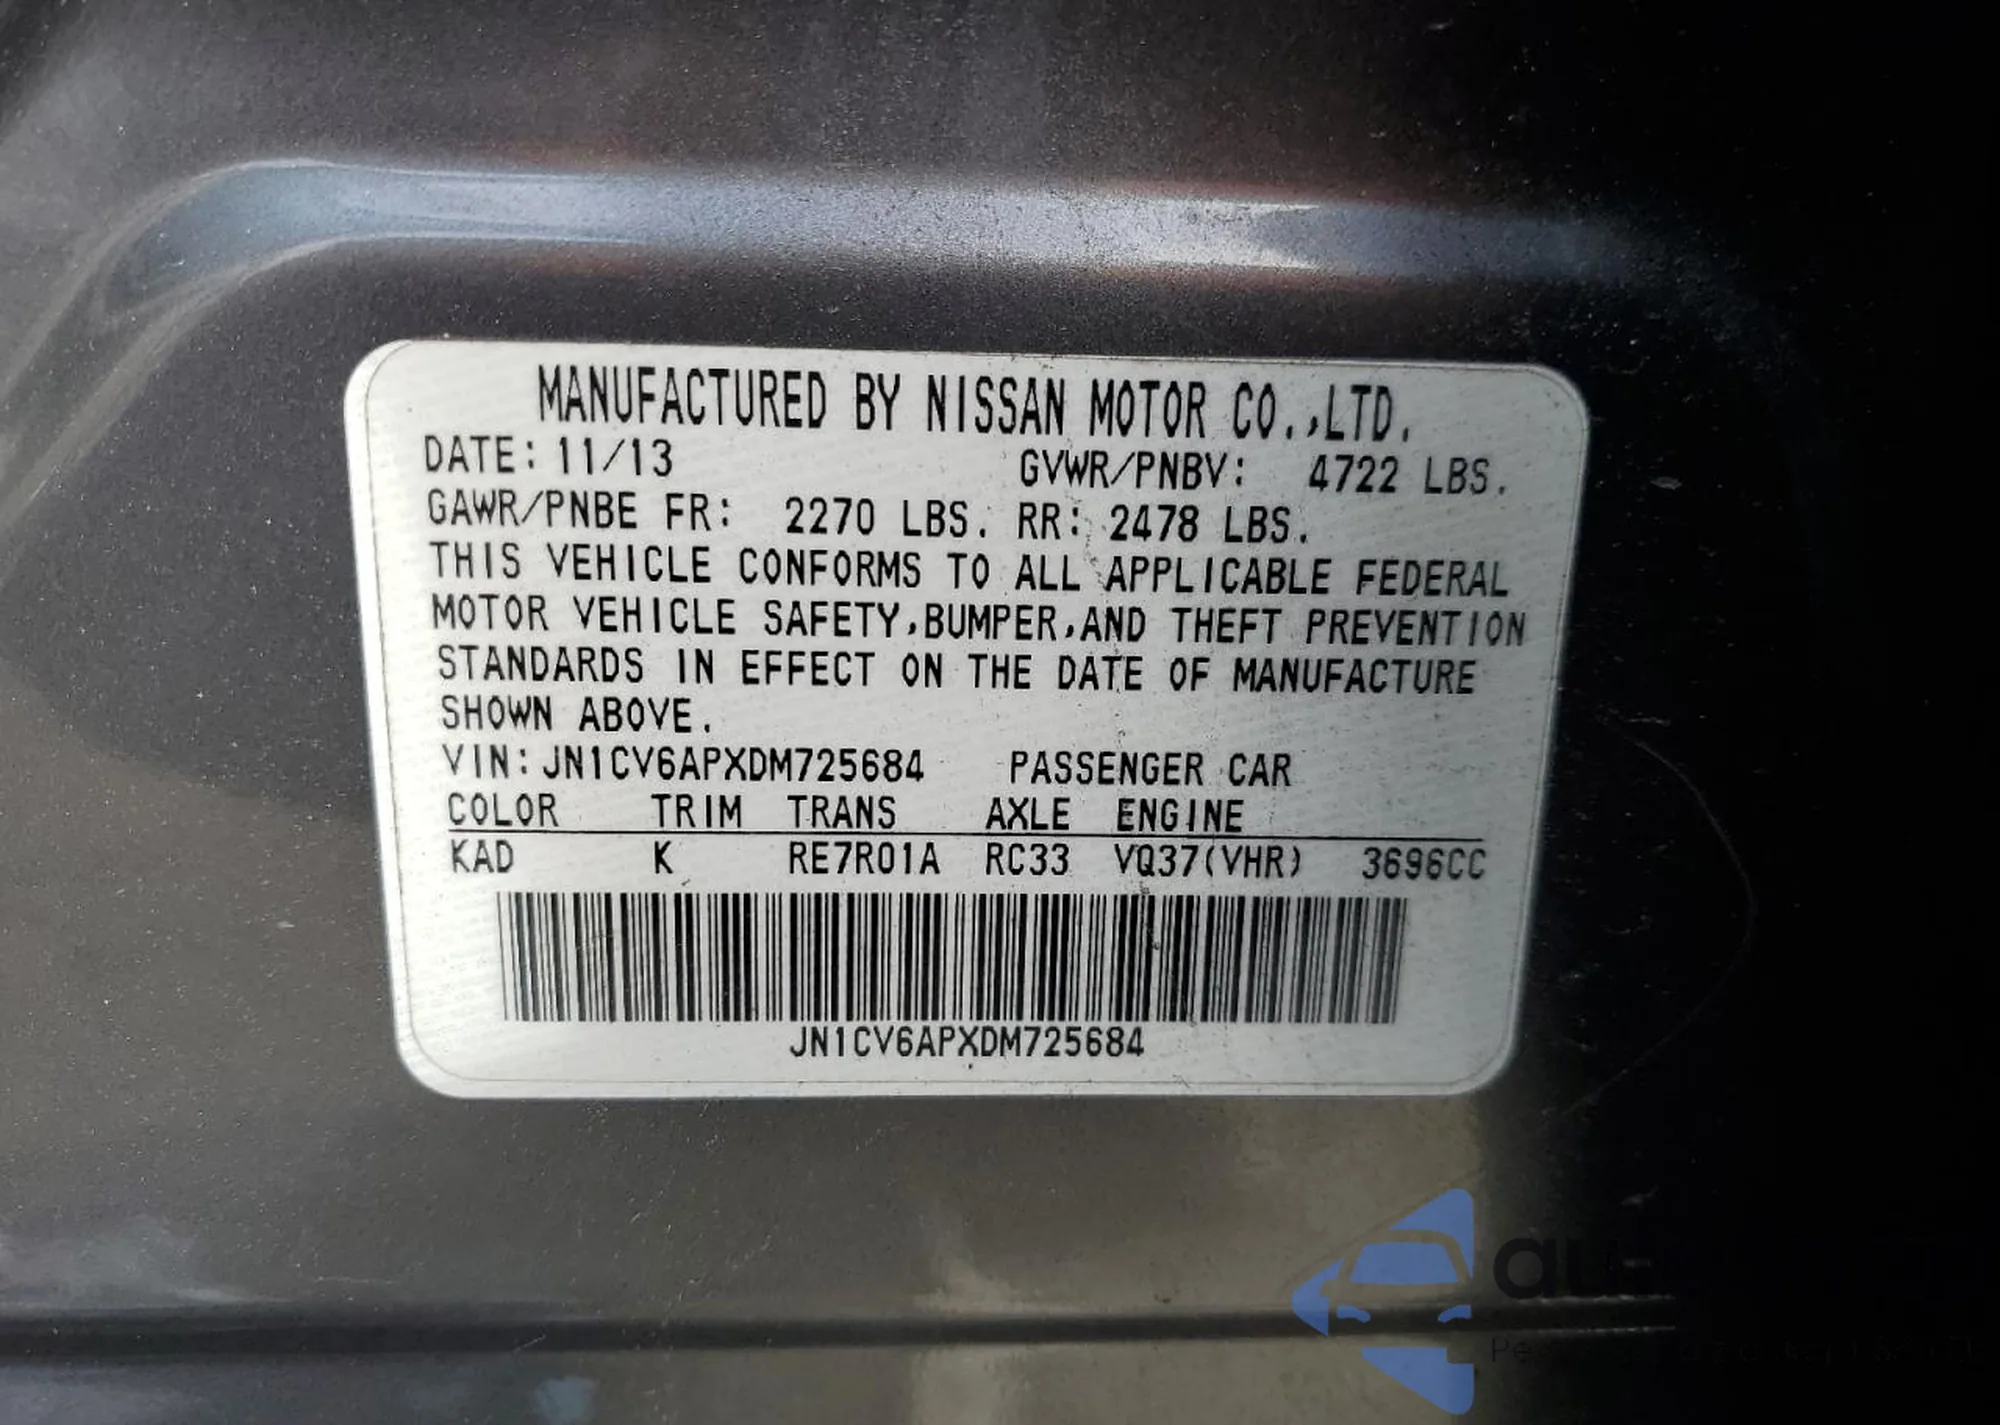 MANUFACTURED BY NISSAN MOTOR CO.,LTD.
DATE: 11/13 GVWR/PNBV: 4722 LBS.
GAWR/PNBE FR: 2270 LBS. RR: 2478 LBS.
THIS VEHICLE CONFORMS TO ALL APPLICABLE FEDERAL
MOTOR VEHICLE SAFETY,BUMPER,AND THEFT PREVENTION
STANDARDS IN EFFECT ON THE DATE OF MANUFACTURE
SHOWN ABOVE.
VIN:JN1CV6APXDM725684 PASSENGER CAR
COLOR TRIM TRANS AXLE ENGINE
KAD K RE7R01A RC33 VQ37(VHR) 3696CC
JN1CV6APXDM725684